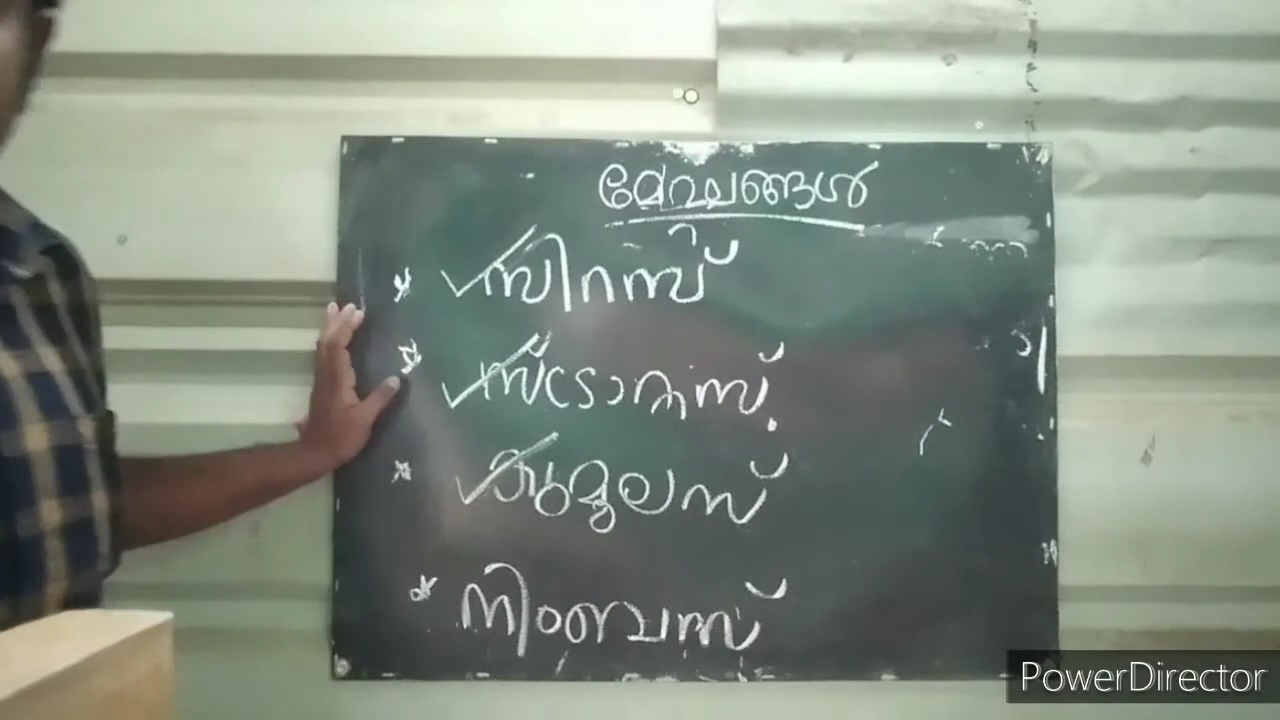 മേഘങ്ങൾ
* സിറസ്
* സ്ട്രാറ്റസ്
* കുമുലസ്
* നിംബസ്
PowerDirector